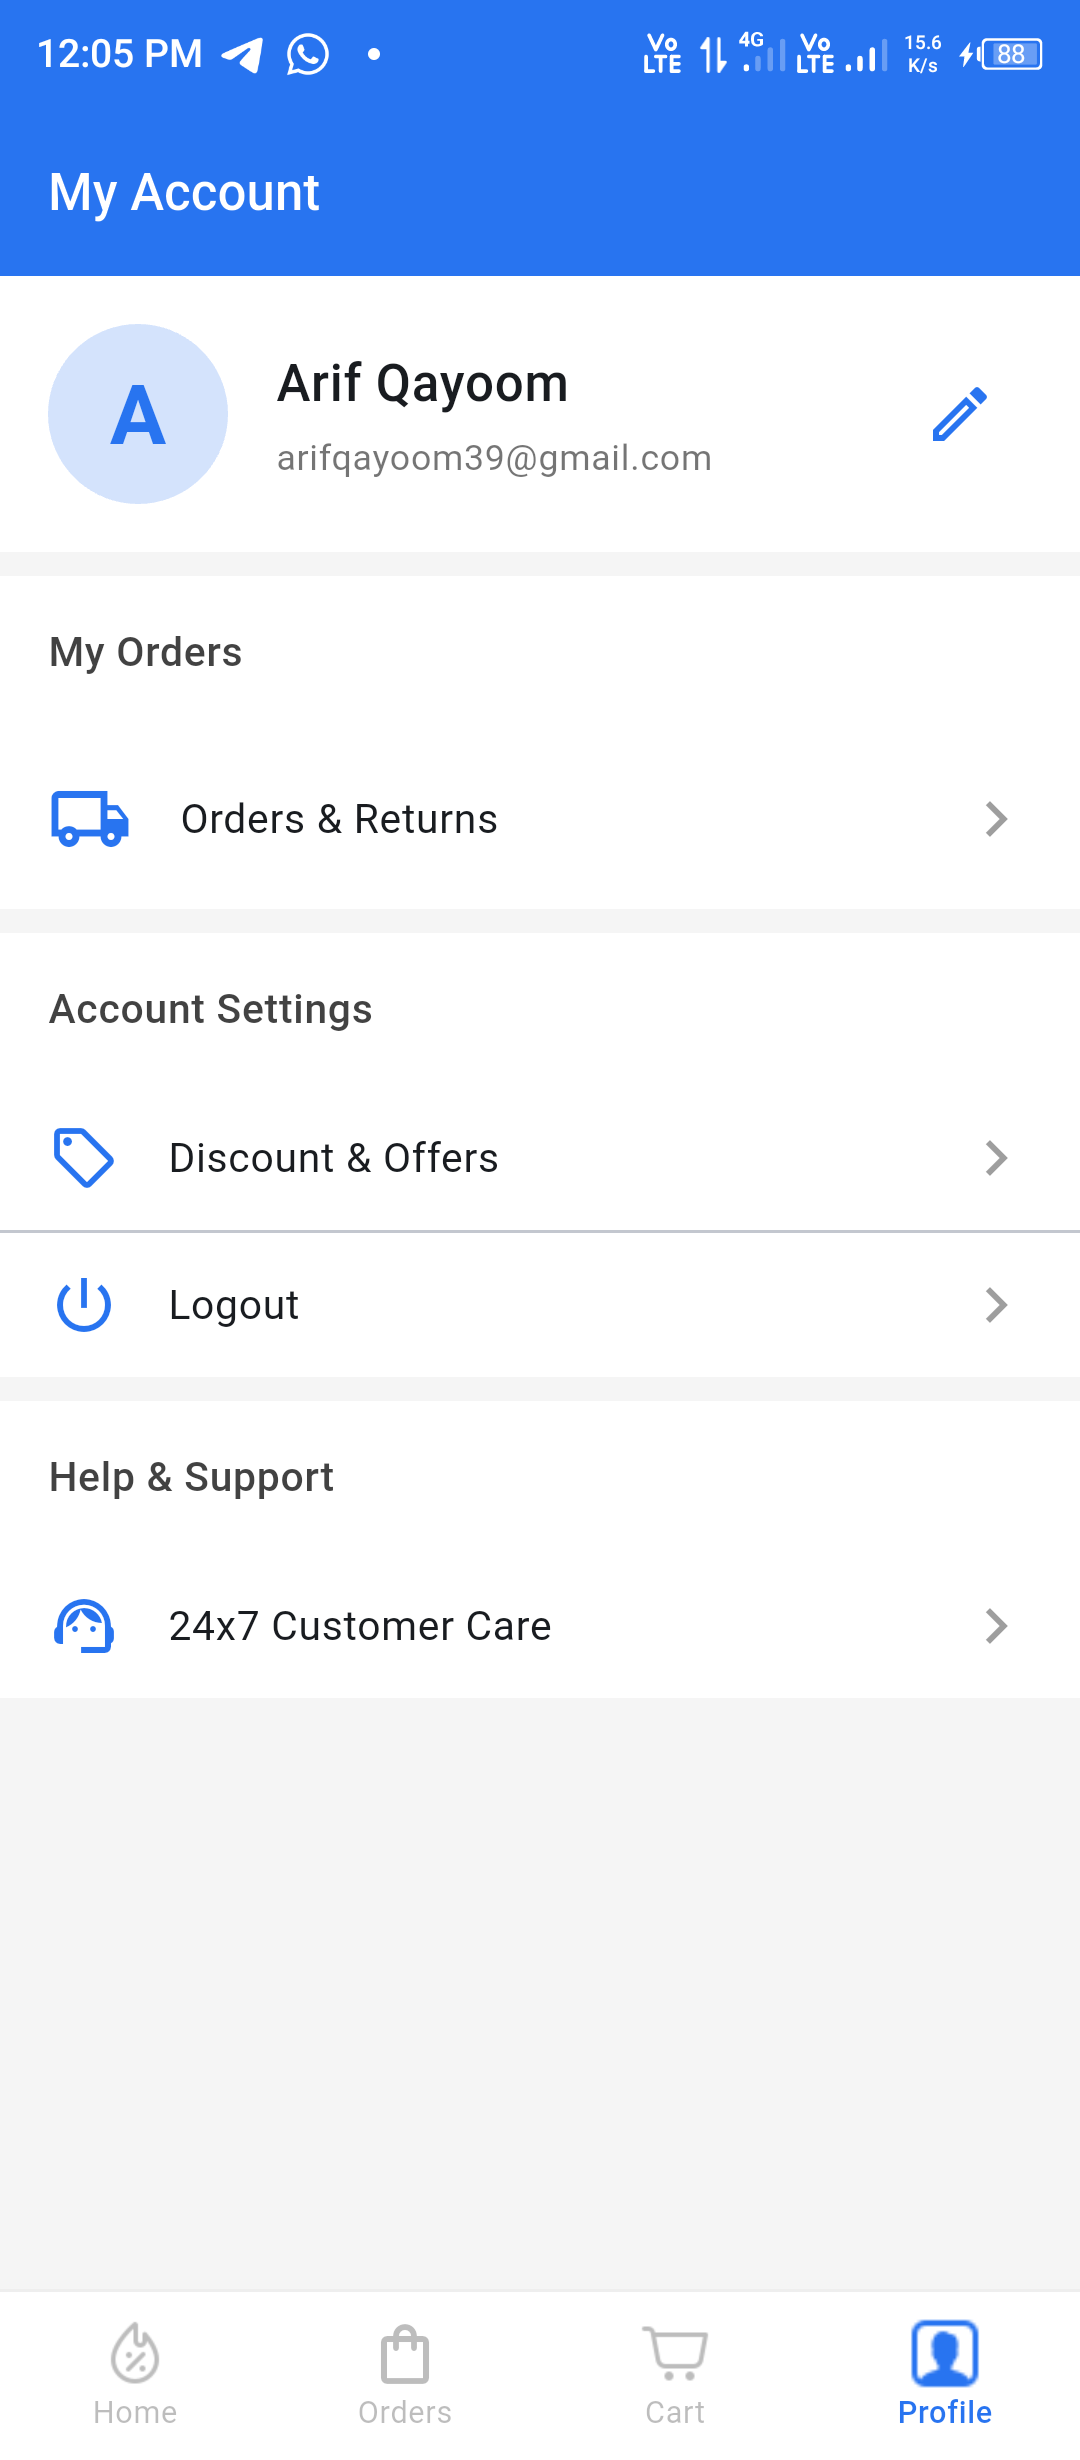 12:05 PM
Vo LTE 4G Vo LTE 15.6 K/s 88
My Account
A
Arif Qayoom
arifqayoom39@gmail.com
My Orders
Orders & Returns
Account Settings
Discount & Offers
Logout
Help & Support
24x7 Customer Care
Home Orders Cart Profile